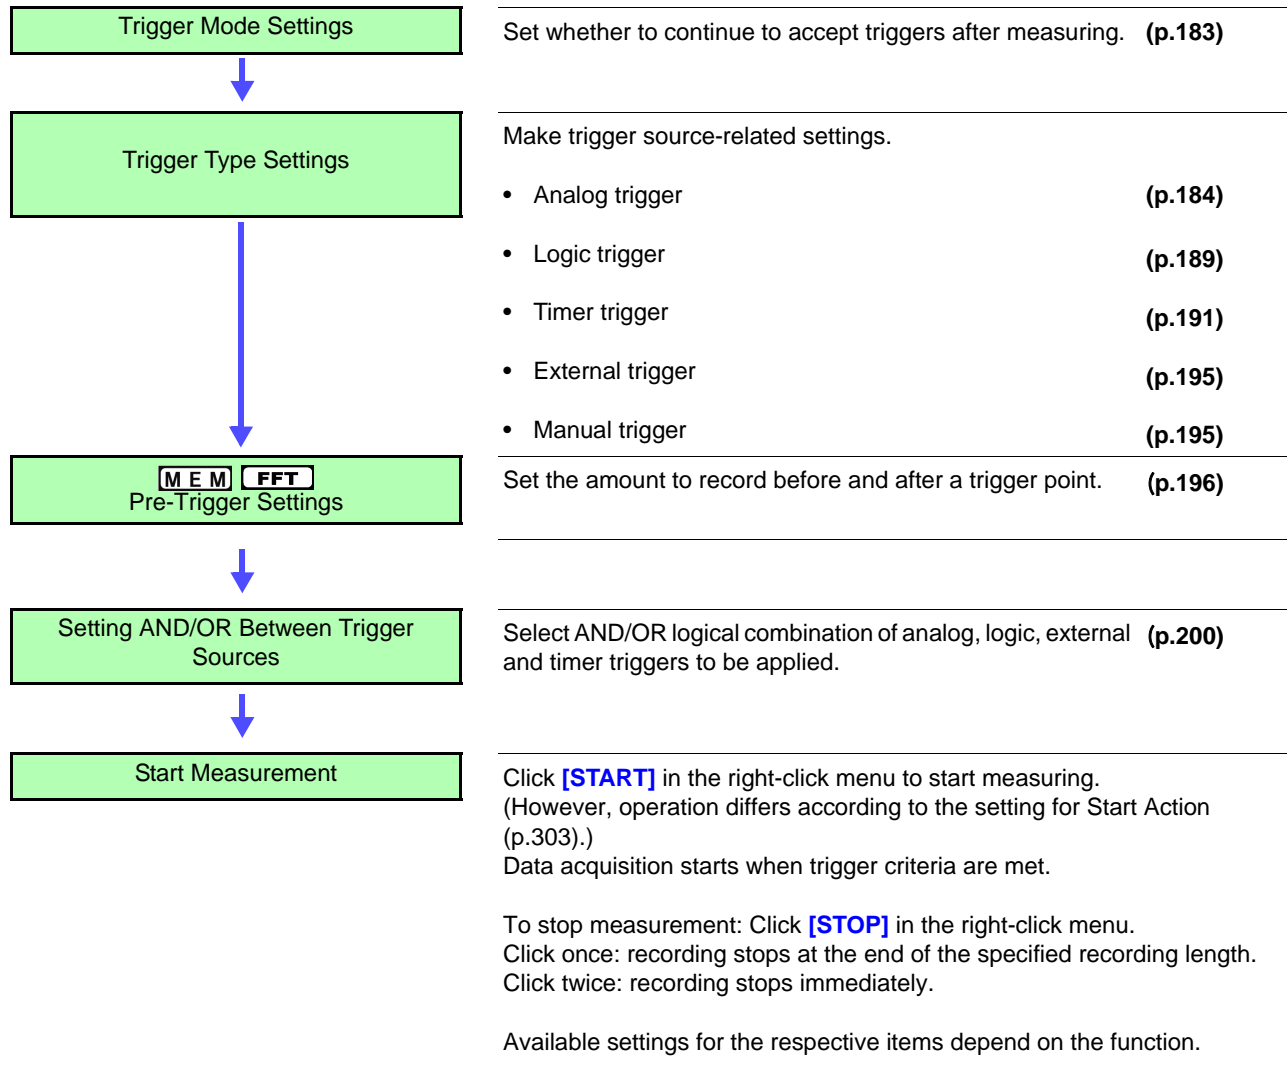 Trigger Mode Settings
Set whether to continue to accept triggers after measuring. (p.183)
Trigger Type Settings
Make trigger source-related settings.
• Analog trigger (p.184)
• Logic trigger (p.189)
• Timer trigger (p.191)
• External trigger (p.195)
• Manual trigger (p.195)
MEM FFT
Pre-Trigger Settings
Set the amount to record before and after a trigger point. (p.196)
Setting AND/OR Between Trigger
Sources
Select AND/OR logical combination of analog, logic, external (p.200)
and timer triggers to be applied.
Start Measurement
Click [START] in the right-click menu to start measuring.
(However, operation differs according to the setting for Start Action
(p.303).)
Data acquisition starts when trigger criteria are met.
To stop measurement: Click [STOP] in the right-click menu.
Click once: recording stops at the end of the specified recording length.
Click twice: recording stops immediately.
Available settings for the respective items depend on the function.